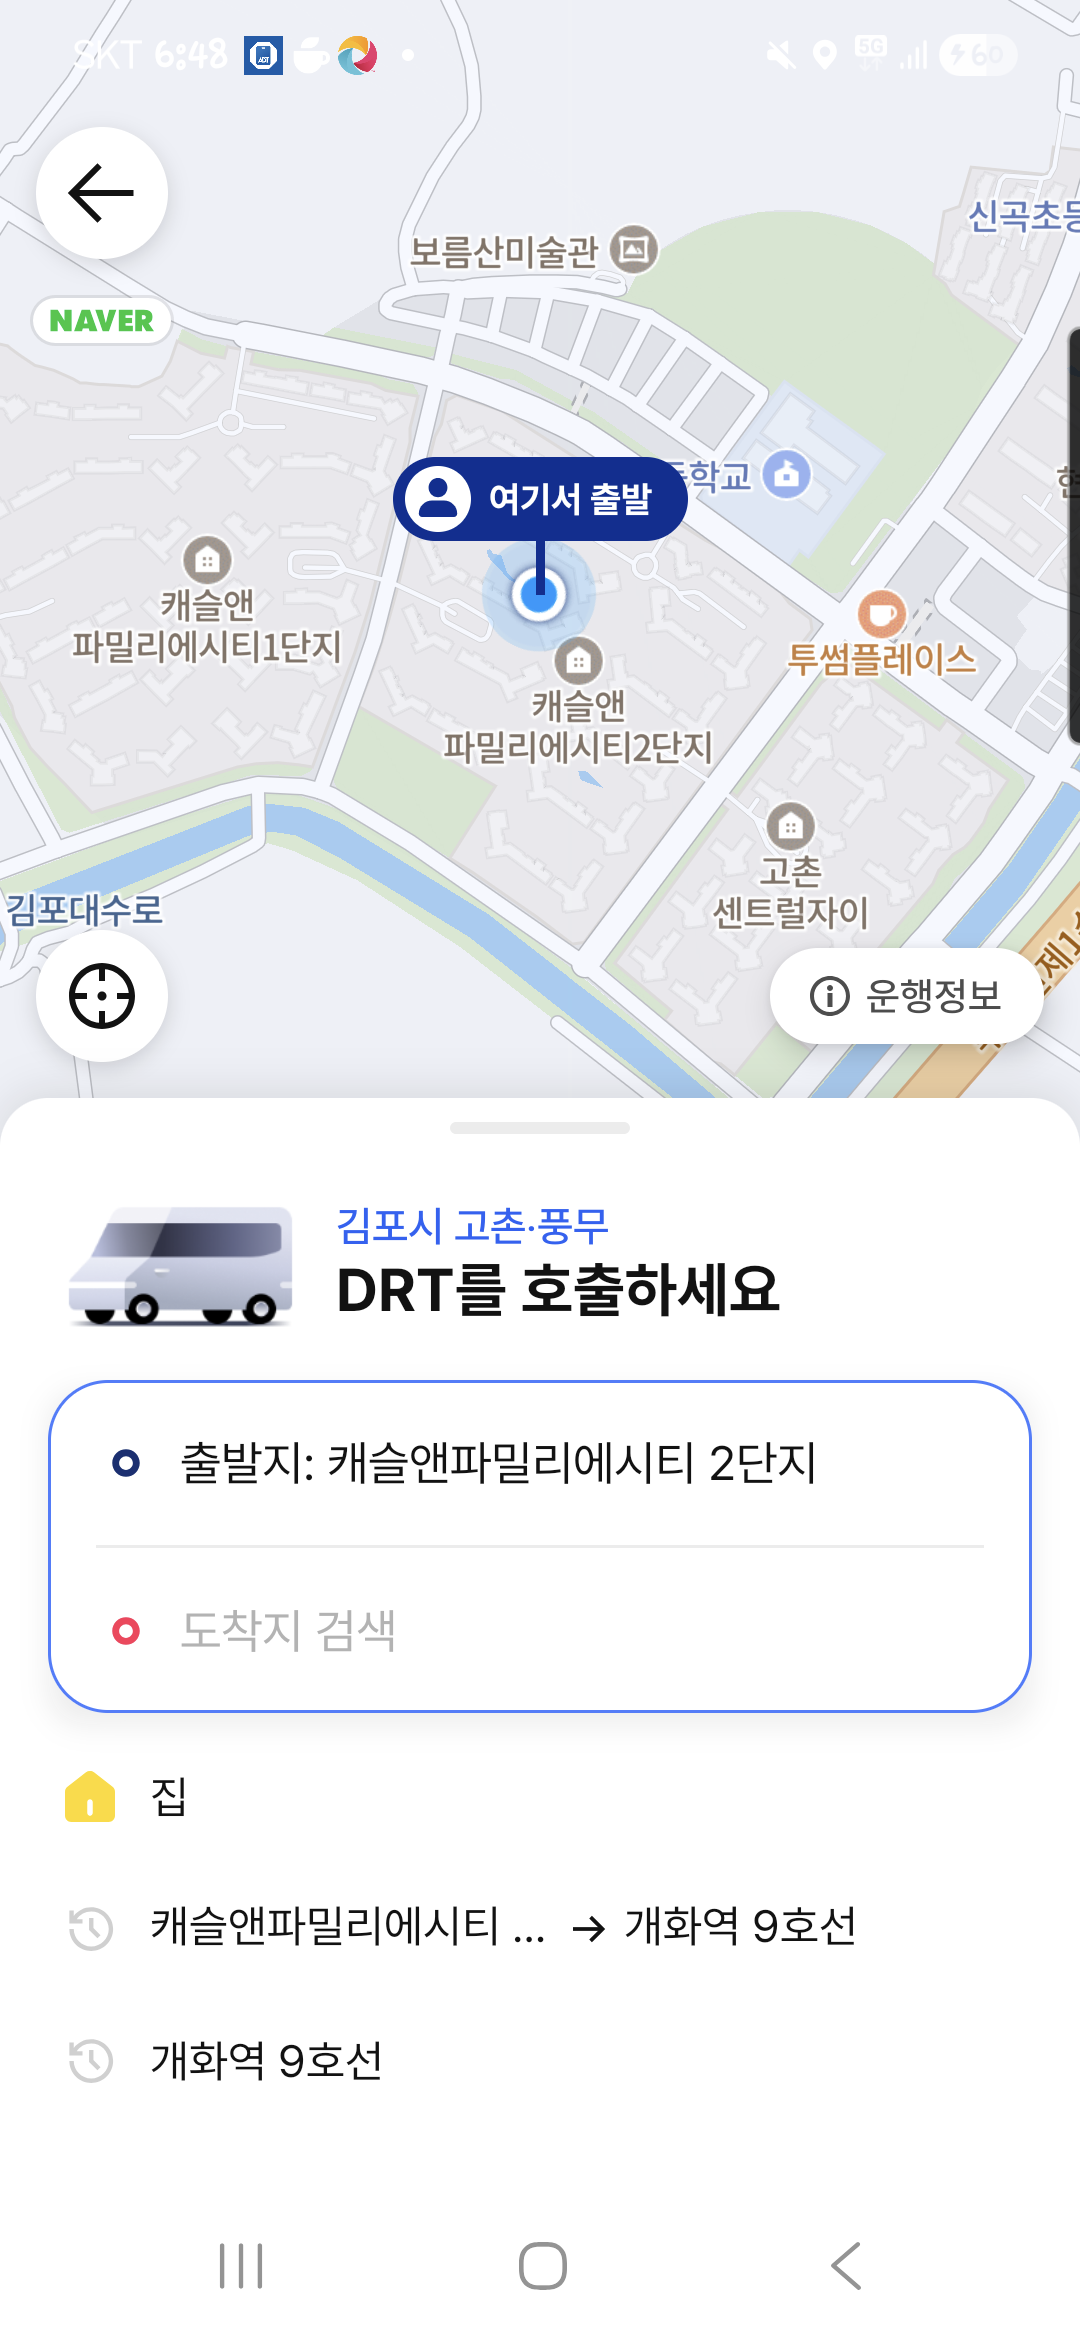 SKT 6:48
5G
60
신곡초등
보름산미술관
NAVER
등학교
여기서 출발
캐슬앤
파밀리에시티1단지
투썸플레이스
캐슬앤
파밀리에시티2단지
고촌
센트럴자이
김포대수로
운행정보
김포시 고촌·풍무
DRT를 호출하세요
출발지: 캐슬앤파밀리에시티 2단지
도착지 검색
집
캐슬앤파밀리에시티 ... → 개화역 9호선
개화역 9호선